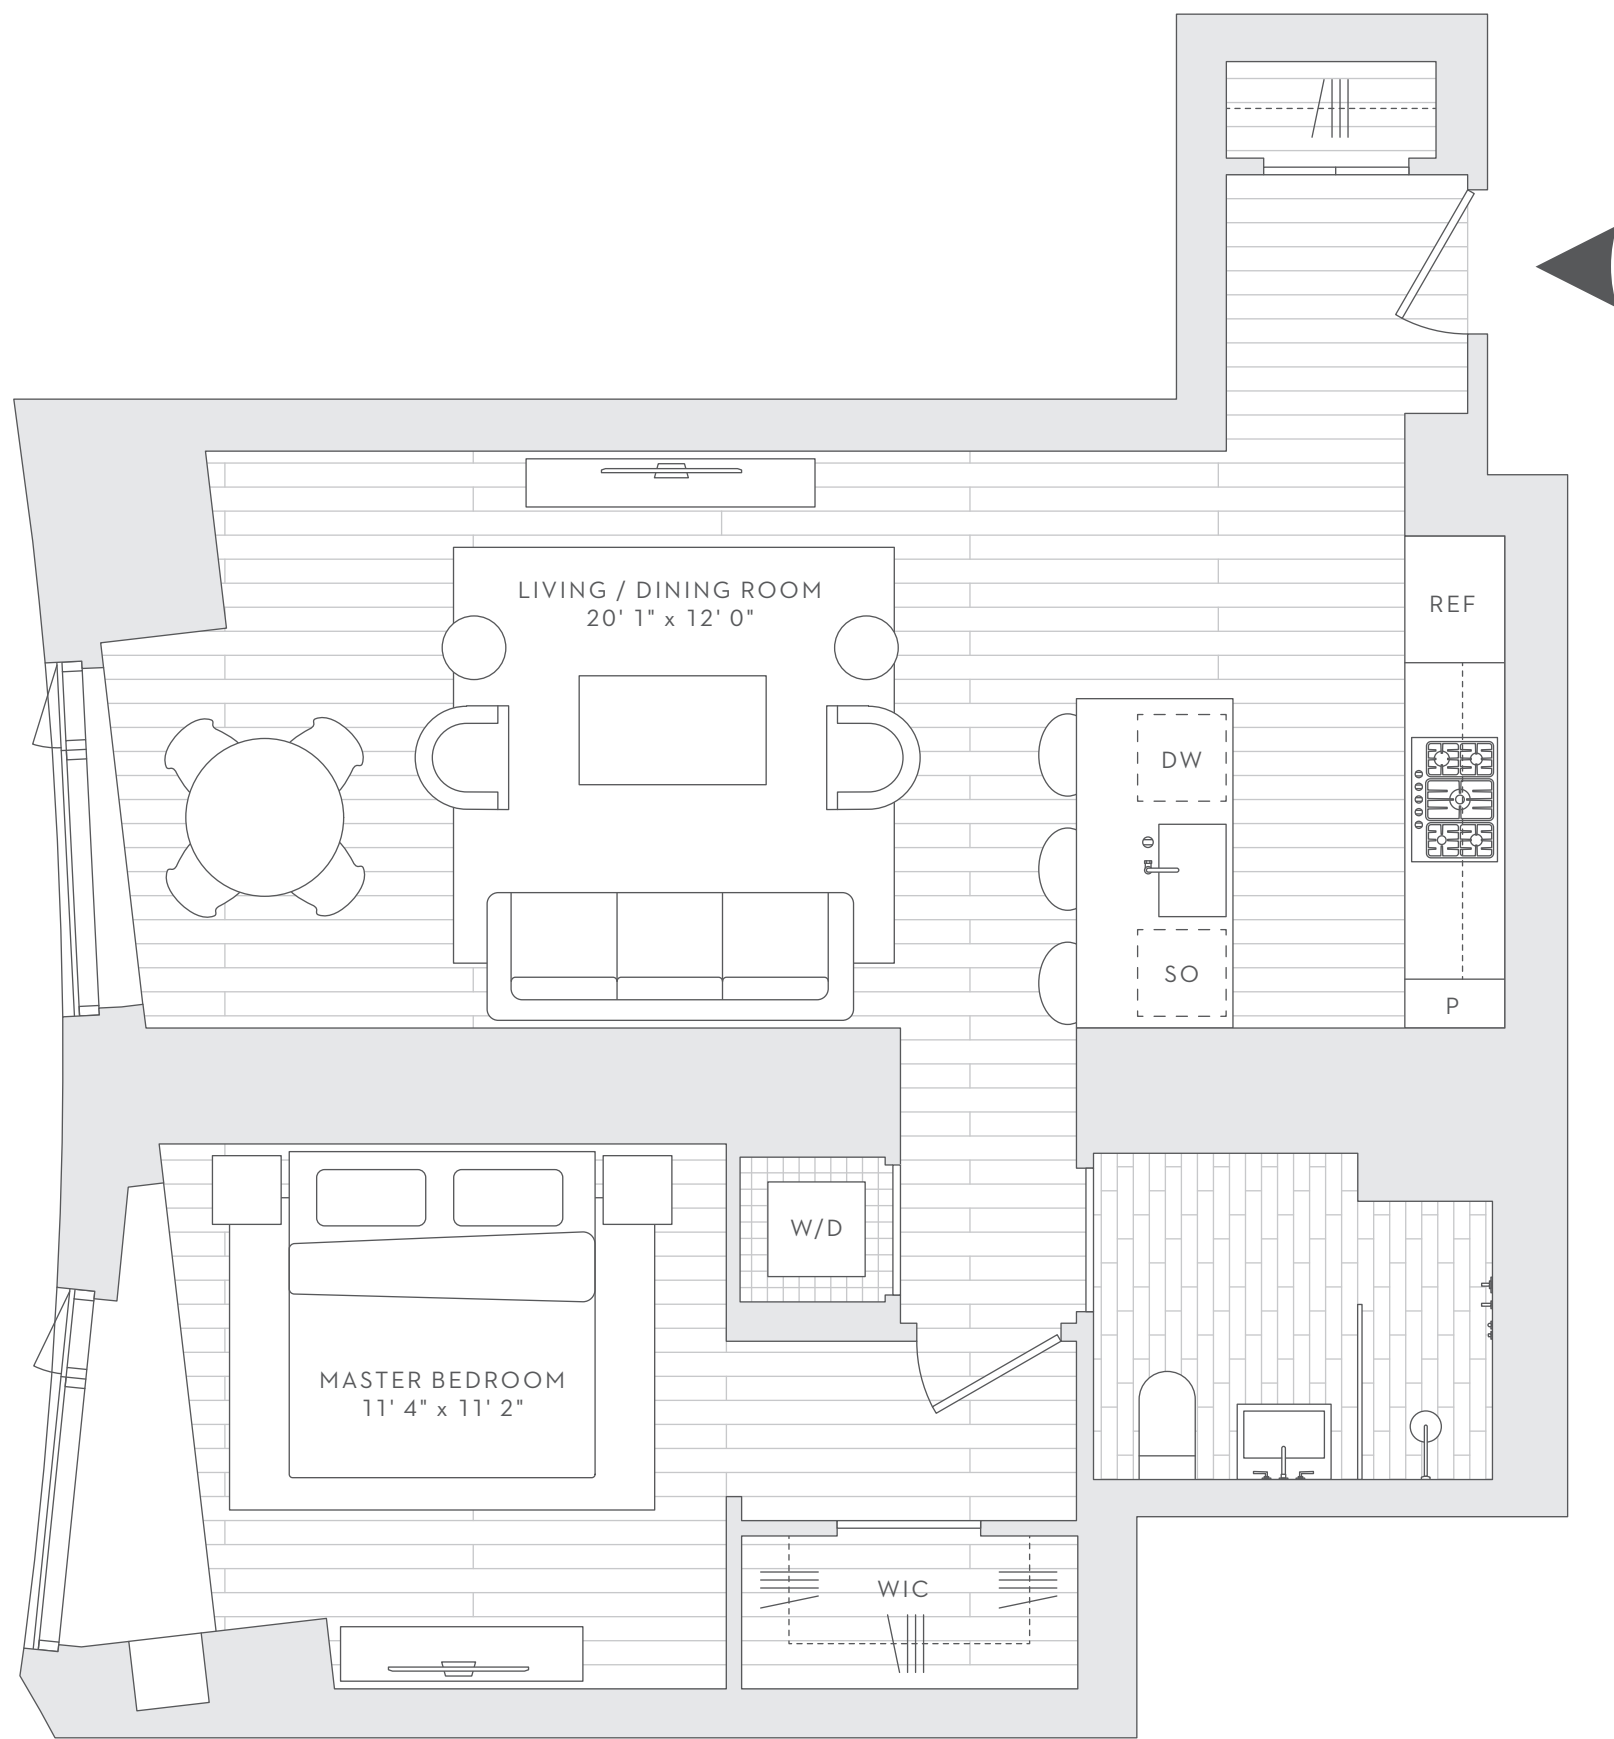 LIVING / DINING ROOM
20' 1" x 12' 0"
REF
DW
SO
P
W/D
MASTER BEDROOM
11' 4" x 11' 2"
WIC